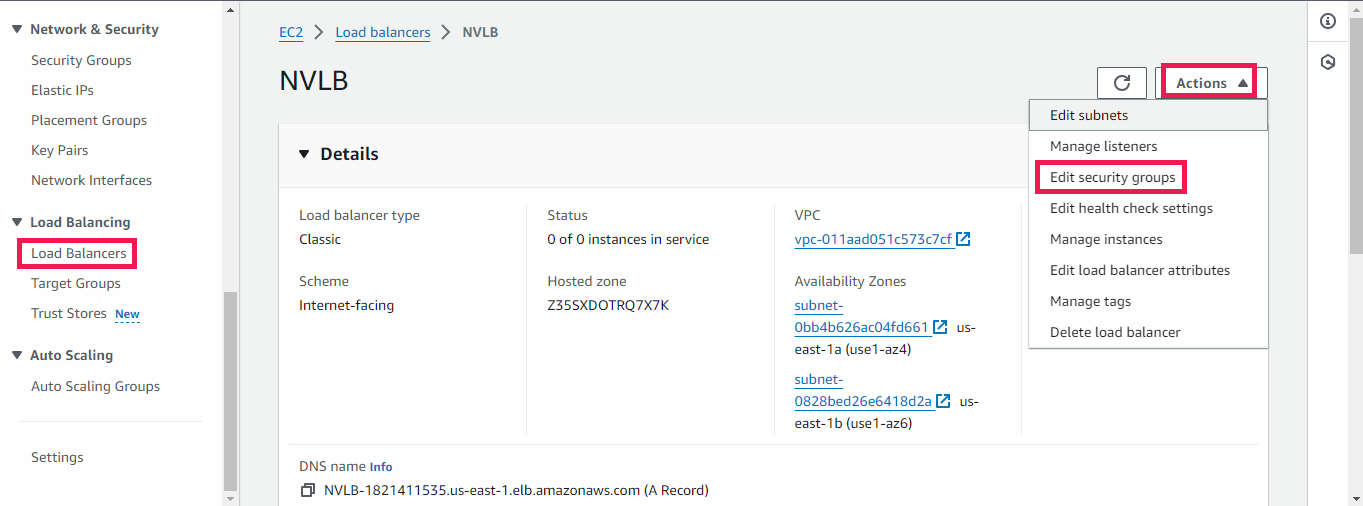 Network & Security
Security Groups
Elastic IPs
Placement Groups
Key Pairs
Network Interfaces
Load Balancing
Load Balancers
Target Groups
Trust Stores New
Auto Scaling
Auto Scaling Groups
Settings
EC2 > Load balancers > NVLB
NVLB
Actions
Edit subnets
Manage listeners
Edit security groups
Edit health check settings
Manage instances
Edit load balancer attributes
Manage tags
Delete load balancer
Details
Load balancer type
Classic
Status
0 of 0 instances in service
VPC
vpc-011aad051c573c7cf
Scheme
Internet-facing
Hosted zone
Z35SXDOTRQ7X7K
Availability Zones
subnet-
0bb4b626ac04fd661 us-
east-1a (use1-az4)
subnet-
0828bed26e6418d2a us-
east-1b (use1-az6)
DNS name Info
NVLB-1821411535.us-east-1.elb.amazonaws.com (A Record)